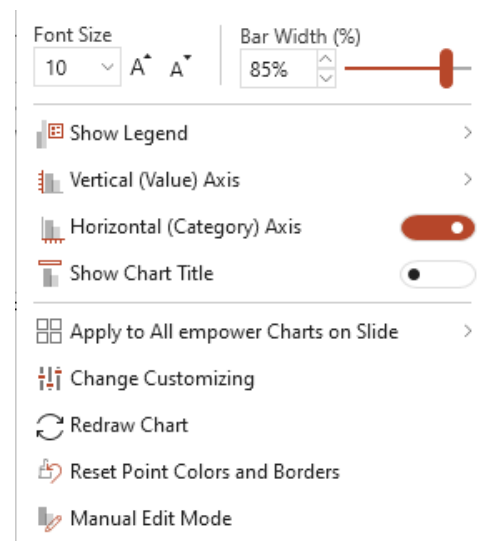 Font Size
Bar Width (%)
10
A
A
85%
Show Legend
Vertical (Value) Axis
Horizontal (Category) Axis
Show Chart Title
Apply to All empower Charts on Slide
Change Customizing
Redraw Chart
Reset Point Colors and Borders
Manual Edit Mode